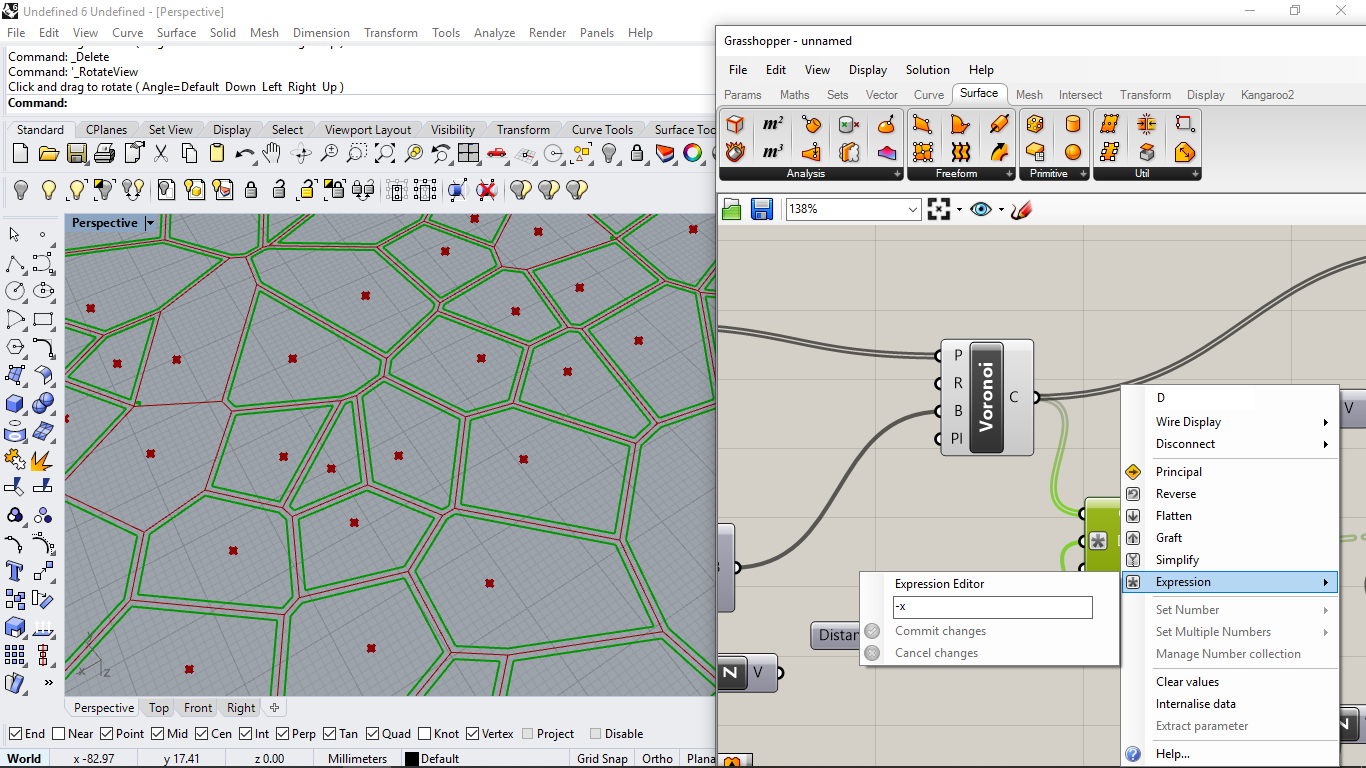 Undefined 6 Undefined - [Perspective]
File Edit View Curve Surface Solid Mesh Dimension Transform Tools Analyze Render Panels Help
Command: _Delete
Command: '_RotateView
Click and drag to rotate ( Angle=Default Down Left Right Up )
Command:
Standard CPlanes Set View Display Select Viewport Layout Visibility Transform Curve Tools Surface Too
Perspective
Perspective Top Front Right
End Near Point Mid Cen Int Perp Tan Quad Knot Vertex Project Disable
World x -82.97 y 17.41 z 0.00 Millimeters Default Grid Snap Ortho Plana
y
x
z
Grasshopper - unnamed
File Edit View Display Solution Help
Params Maths Sets Vector Curve Surface Mesh Intersect Transform Display Kangaroo2
m²
m³
Analysis Freeform Primitive Util
138%
P
R
B
Pl
Voronoi
C
V
B
Distan
N V
Expression Editor
-x
Commit changes
Cancel changes
D
Wire Display
Disconnect
Principal
Reverse
Flatten
Graft
Simplify
Expression
Set Number
Set Multiple Numbers
Manage Number collection
Clear values
Internalise data
Extract parameter
Help...
N